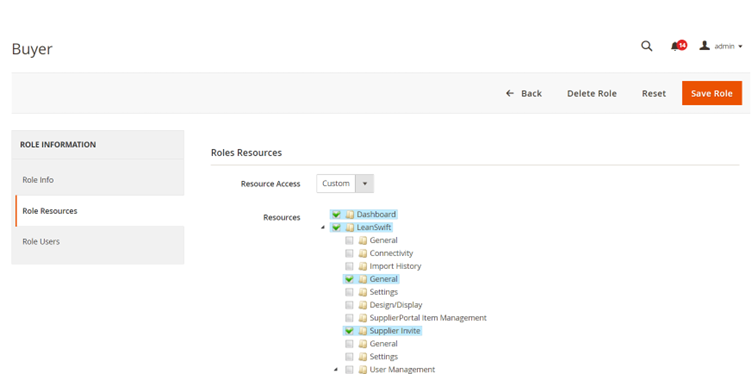 Buyer
14
admin
Back
Delete Role
Reset
Save Role
ROLE INFORMATION
Role Info
Role Resources
Role Users
Roles Resources
Resource Access
Custom
Resources
Dashboard
LeanSwift
General
Connectivity
Import History
General
Settings
Design/Display
SupplierPortal Item Management
Supplier Invite
General
Settings
User Management